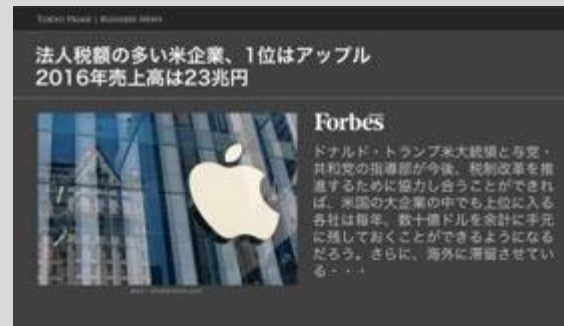 TOKYO PRIME | BUSINESS NEWS
法人税額の多い米企業、1位はアップル
2016年売上高は23兆円
Forbes
ドナルド・トランプ米大統領と与党・
共和党の指導部が今後、税制改革を推
進するために協力し合うことができれ
ば、米国の大企業の中でも上位に入る
各社は毎年、数十億ドルを余計に手元
に残しておくことができるようになる
だろう。さらに、海外に滞留させてい
る・・・